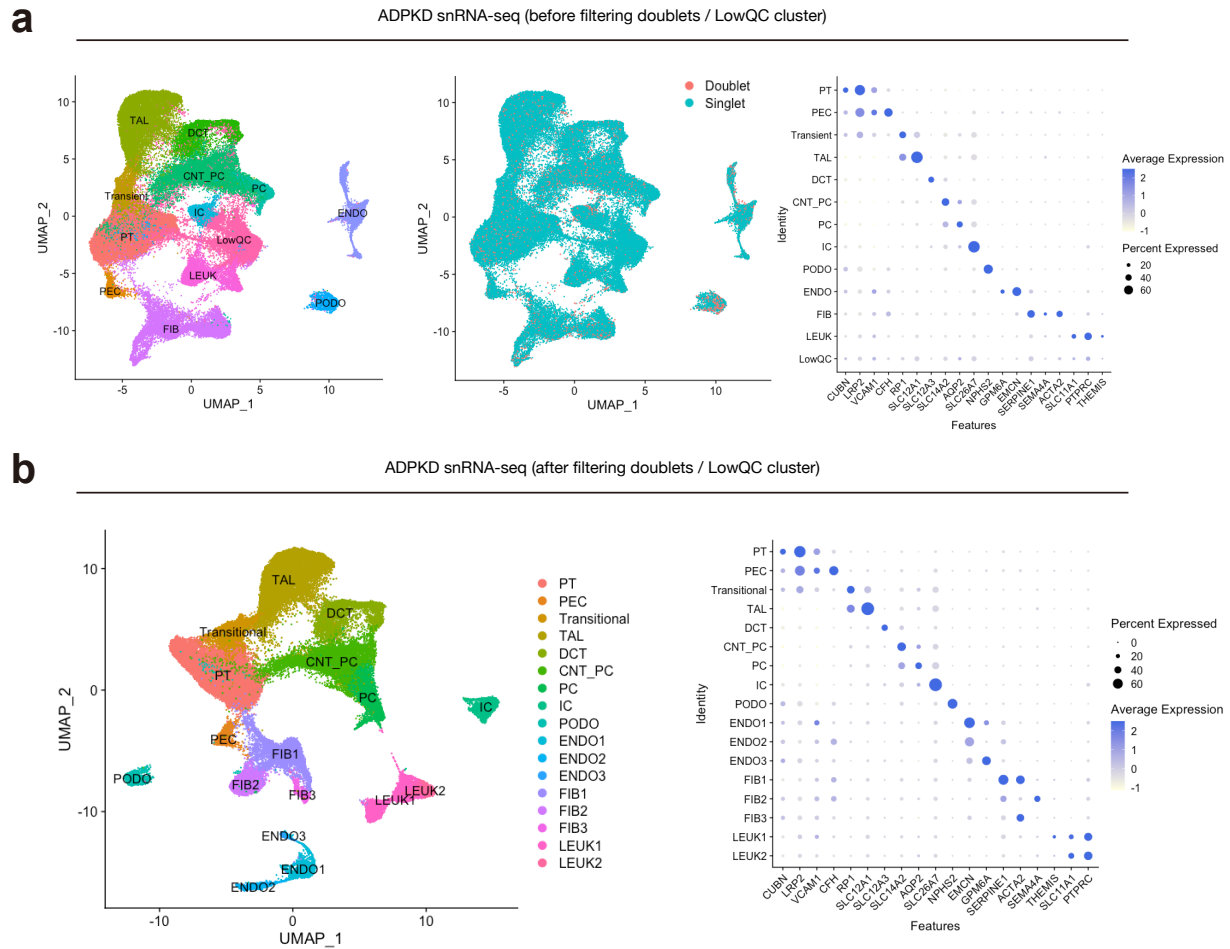 a
ADPKD snRNA-seq (before filtering doublets / LowQC cluster)
10
5
0
-5
-10
UMAP_2
TAL
DCT
CNT_PC
PC
Transient
IC
PT
LowQC
LEUK
PEC
FIB
ENDO
PODO
-5
0
5
10
UMAP_1
Doublet
Singlet
10
5
0
-5
-10
UMAP_2
-5
0
5
10
UMAP_1
Identity
PT
PEC
Transient
TAL
DCT
CNT_PC
PC
IC
PODO
ENDO
FIB
LEUK
LowQC
CUBN
LRP2
VCAM1
CFH
RP1
SLC12A1
SLC12A3
SLC14A2
AQP2
SLC26A7
NPHS2
GPM6A
EMCN
SERPINE1
SEMA4A
ACTA2
SLC11A1
PTPRC
THEMIS
Features
Average Expression
2
1
0
-1
Percent Expressed
20
40
60
b
ADPKD snRNA-seq (after filtering doublets / LowQC cluster)
10
0
-10
UMAP_2
TAL
DCT
Transitional
CNT_PC
PT
PC
IC
PEC
FIB1
PODO
FIB2
FIB3
LEUK2
LEUK1
ENDO3
ENDO1
ENDO2
-10
0
10
UMAP_1
PT
PEC
Transitional
TAL
DCT
CNT_PC
PC
IC
PODO
ENDO1
ENDO2
ENDO3
FIB1
FIB2
FIB3
LEUK1
LEUK2
Identity
PT
PEC
Transitional
TAL
DCT
CNT_PC
PC
IC
PODO
ENDO1
ENDO2
ENDO3
FIB1
FIB2
FIB3
LEUK1
LEUK2
CUBN
LRP2
VCAM1
CFH
RP1
SLC12A1
SLC12A3
SLC14A2
AQP2
SLC26A7
NPHS2
EMCN
GPM6A
SERPINE1
ACTA2
SEMA4A
THEMIS
SLC11A1
PTPRC
Features
Percent Expressed
0
20
40
60
Average Expression
2
1
0
-1